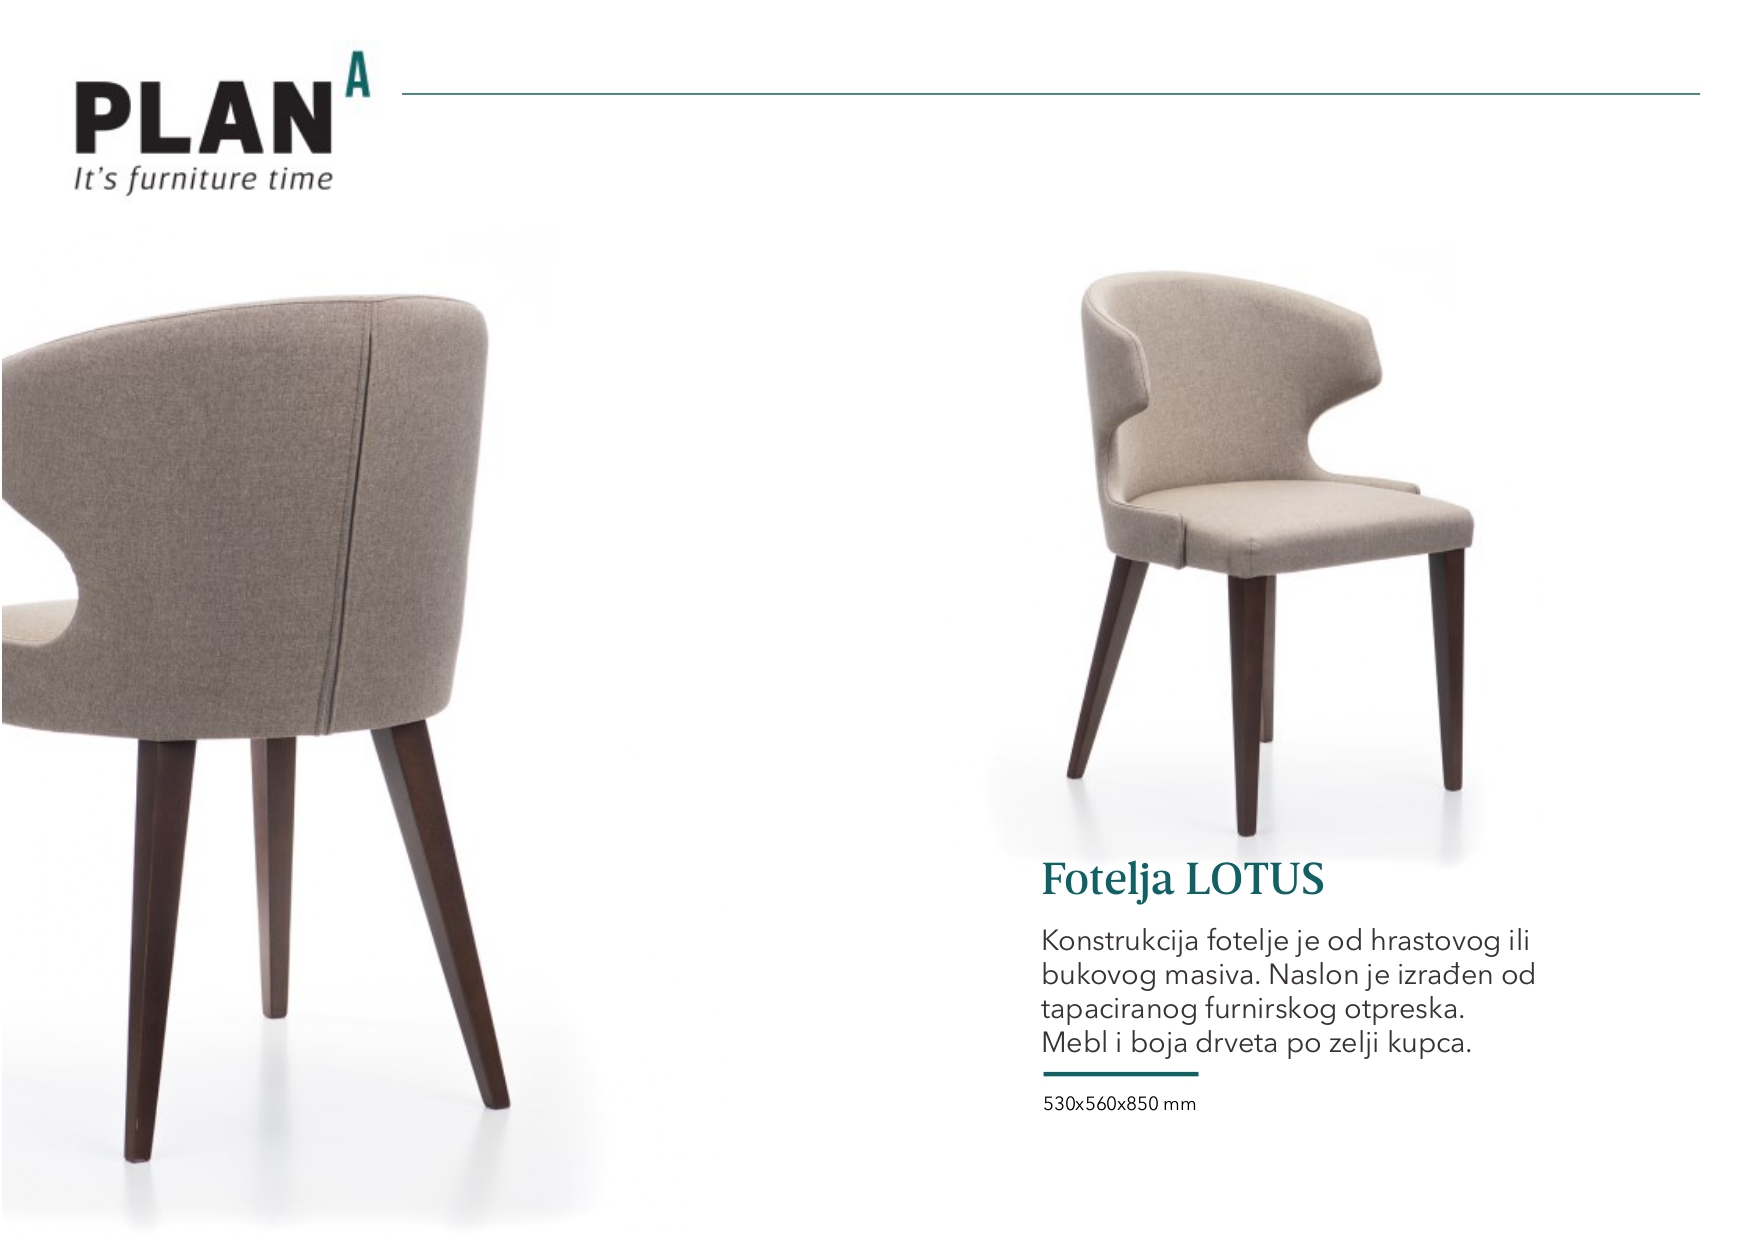 PLAN A
It's furniture time
Fotelja LOTUS
Konstrukcija fotelje je od hrastovog ili
bukovog masiva. Naslon je izrađen od
tapaciranog furnirskog otpreska.
Mebl i boja drveta po zelji kupca.
530x560x850 mm